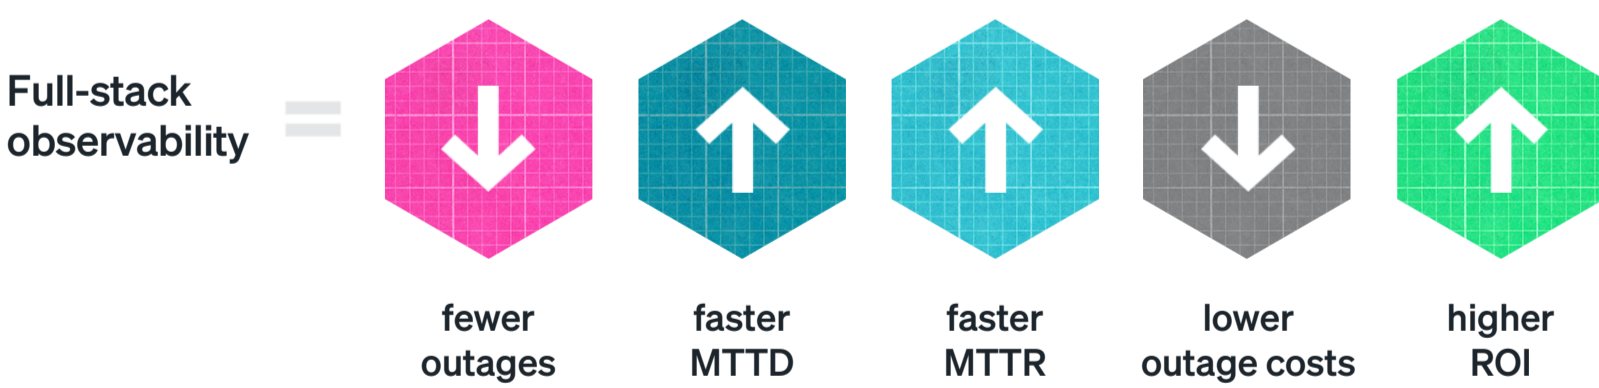 Full-stack
observability
=
fewer
outages
faster
MTTD
faster
MTTR
lower
outage costs
higher
ROI